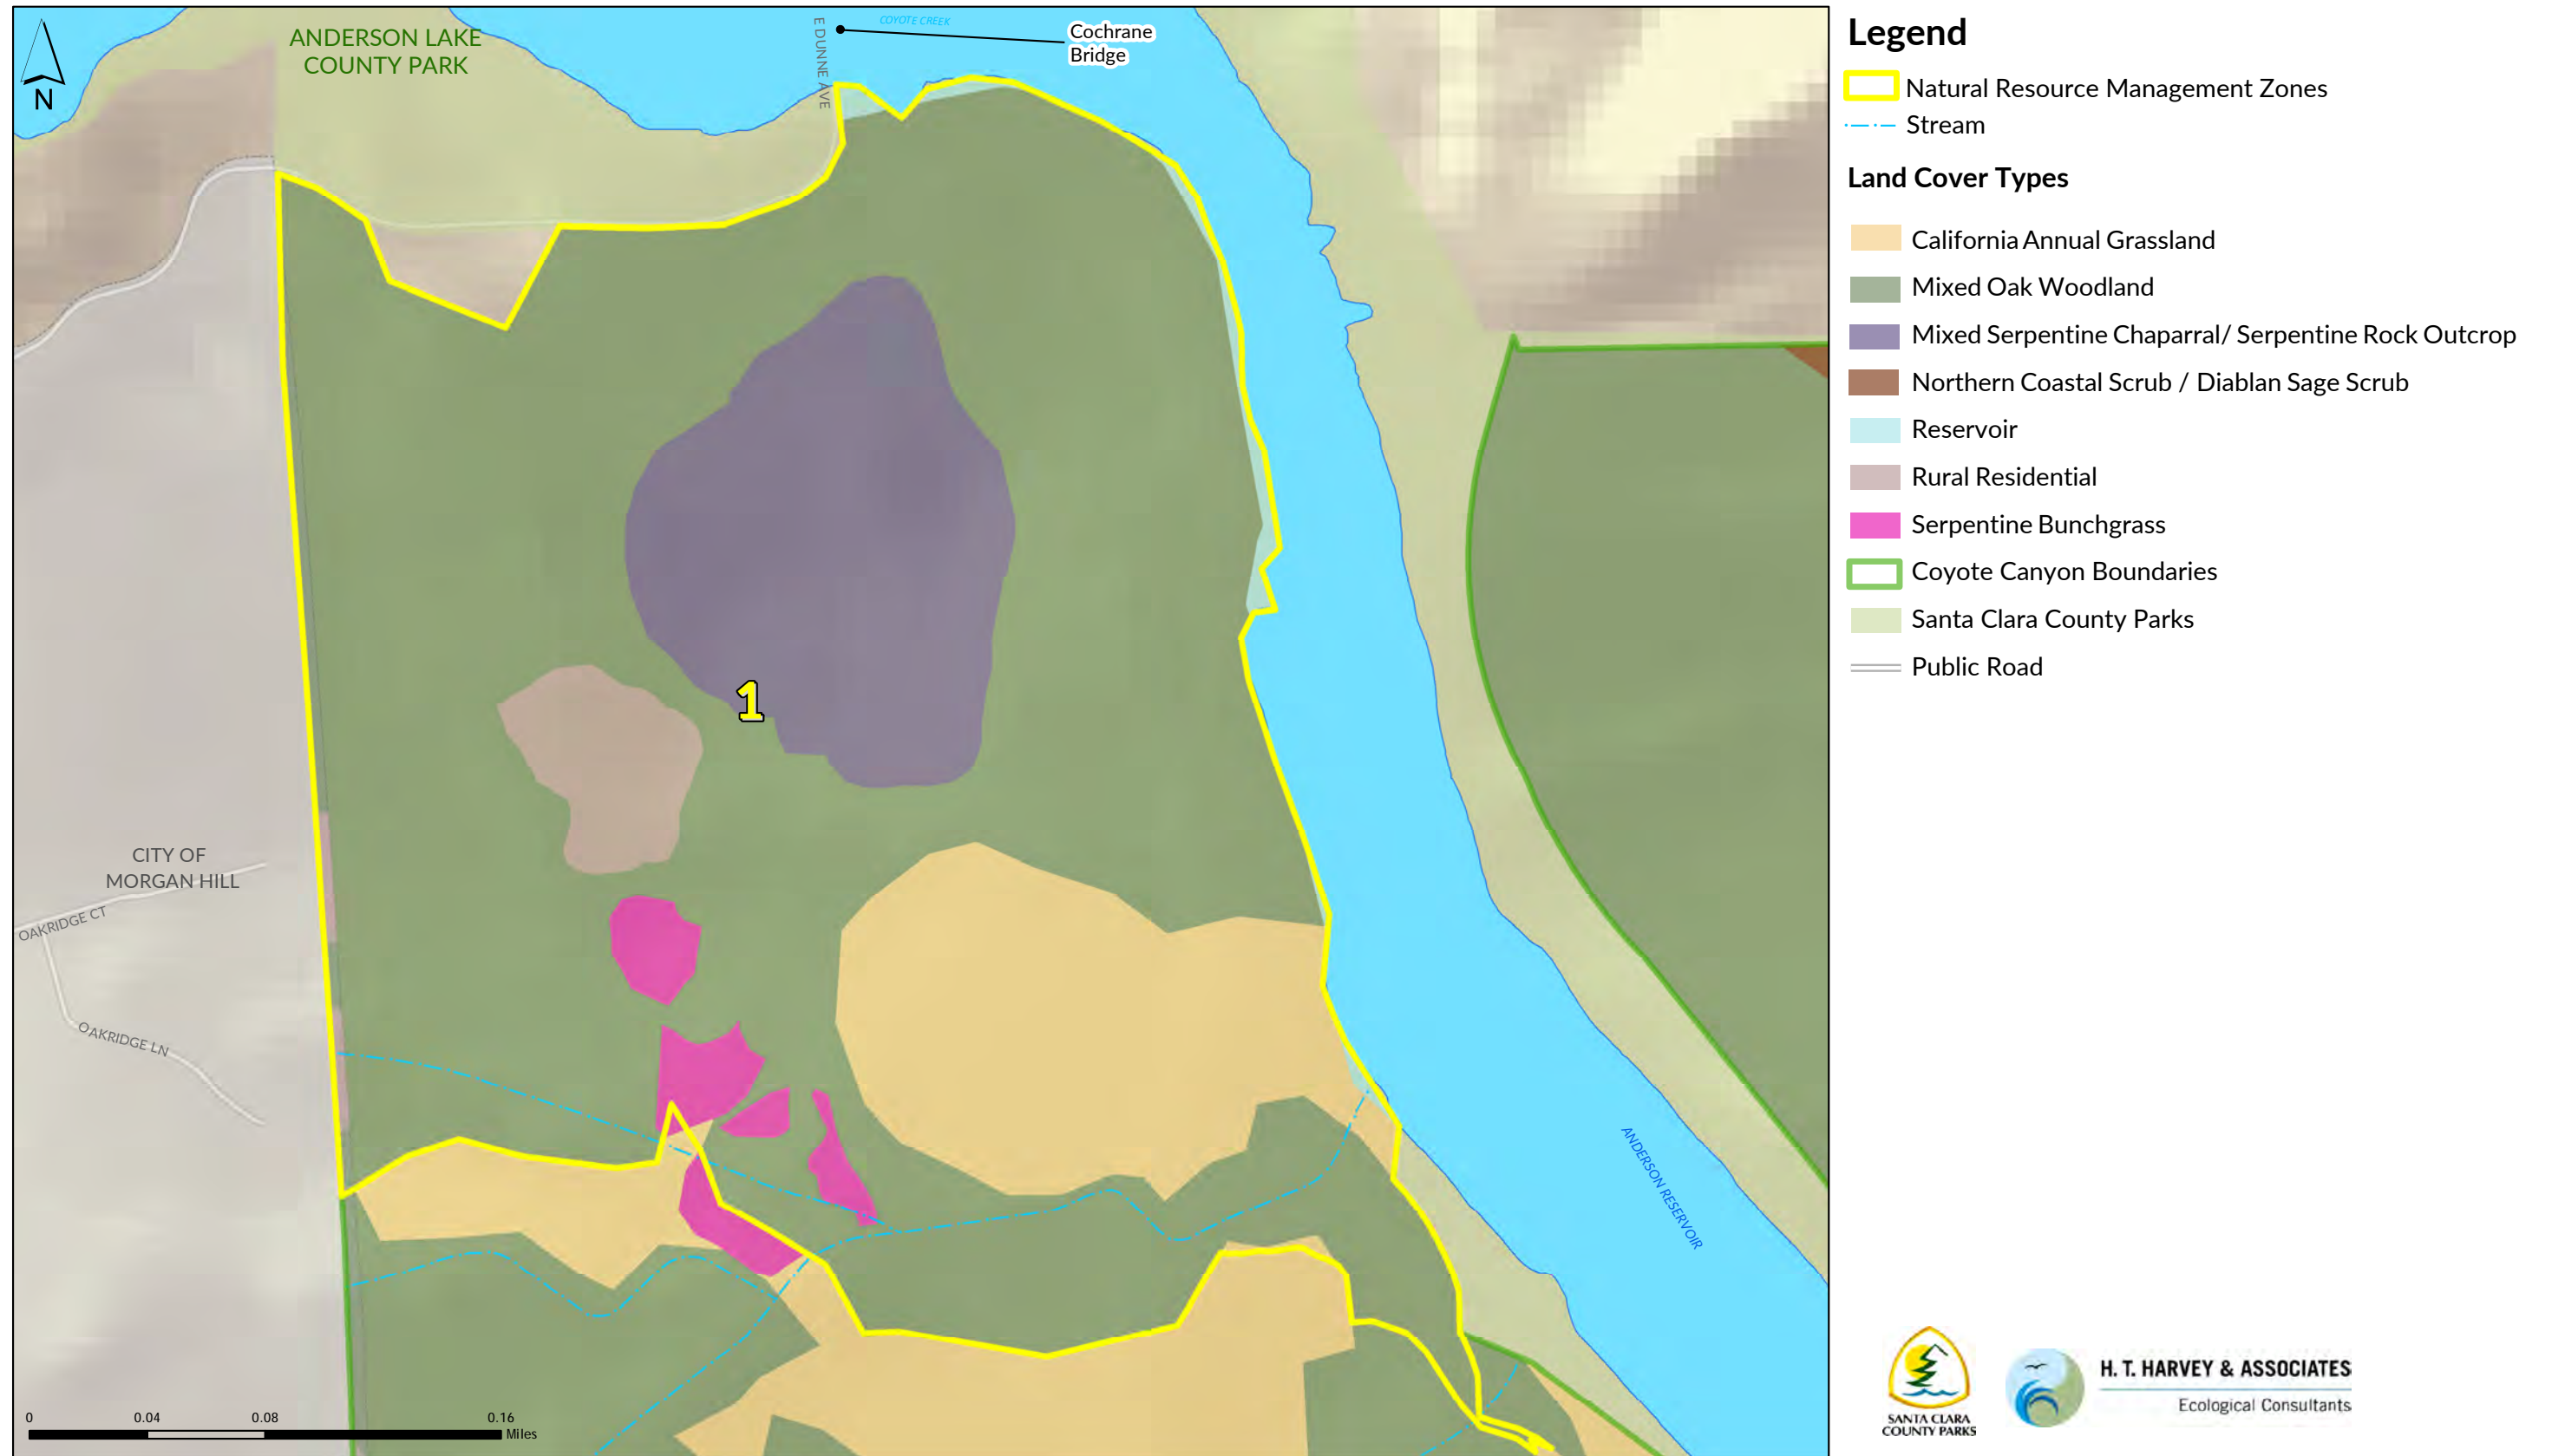 COYOTE CREEK
Cochrane
Bridge
E DUNNE AVE
ANDERSON LAKE
COUNTY PARK
N
1
CITY OF
MORGAN HILL
OAKRIDGE CT
OAKRIDGE LN
ANDERSON RESERVOIR
0 0.04 0.08 0.16
Miles
Legend
Natural Resource Management Zones
Stream
Land Cover Types
California Annual Grassland
Mixed Oak Woodland
Mixed Serpentine Chaparral/ Serpentine Rock Outcrop
Northern Coastal Scrub / Diablan Sage Scrub
Reservoir
Rural Residential
Serpentine Bunchgrass
Coyote Canyon Boundaries
Santa Clara County Parks
Public Road
SANTA CLARA
COUNTY PARKS
H. T. HARVEY & ASSOCIATES
Ecological Consultants